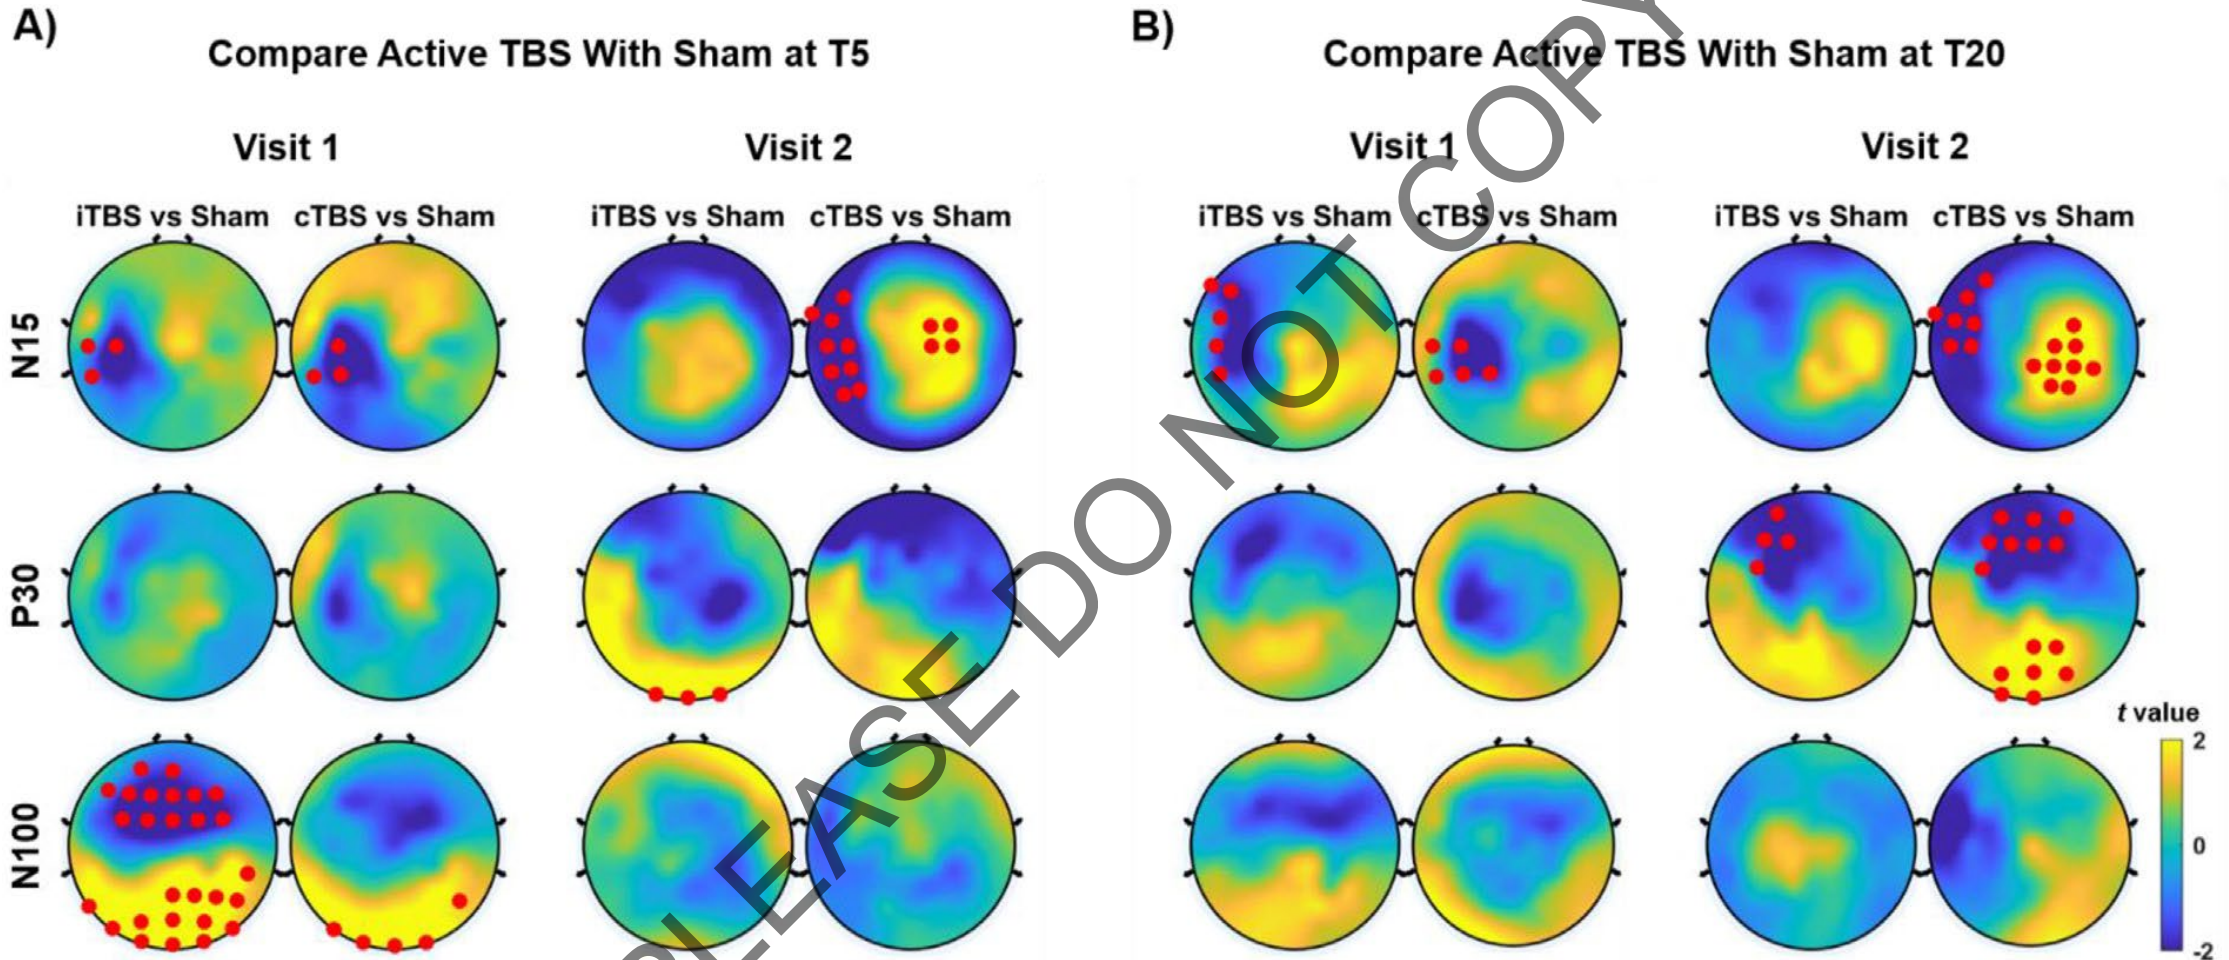 A)
Compare Active TBS With Sham at T5
Visit 1
Visit 2
iTBS vs Sham
cTBS vs Sham
iTBS vs Sham
cTBS vs Sham
N15
P30
N100
B)
Compare Active TBS With Sham at T20
Visit 1
Visit 2
iTBS vs Sham
cTBS vs Sham
iTBS vs Sham
cTBS vs Sham
t value
2
0
-2
PLEASE DO NOT COPY